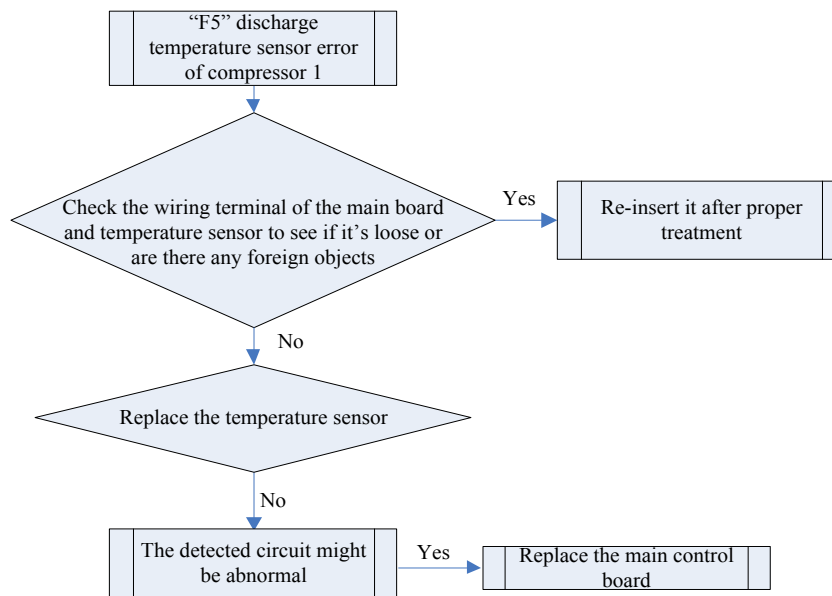 “F5” discharge
temperature sensor error
of compressor 1
Check the wiring terminal of the main board
and temperature sensor to see if it’s loose or
are there any foreign objects
Yes
Re-insert it after proper
treatment
No
Replace the temperature sensor
No
The detected circuit might
be abnormal
Yes
Replace the main control
board